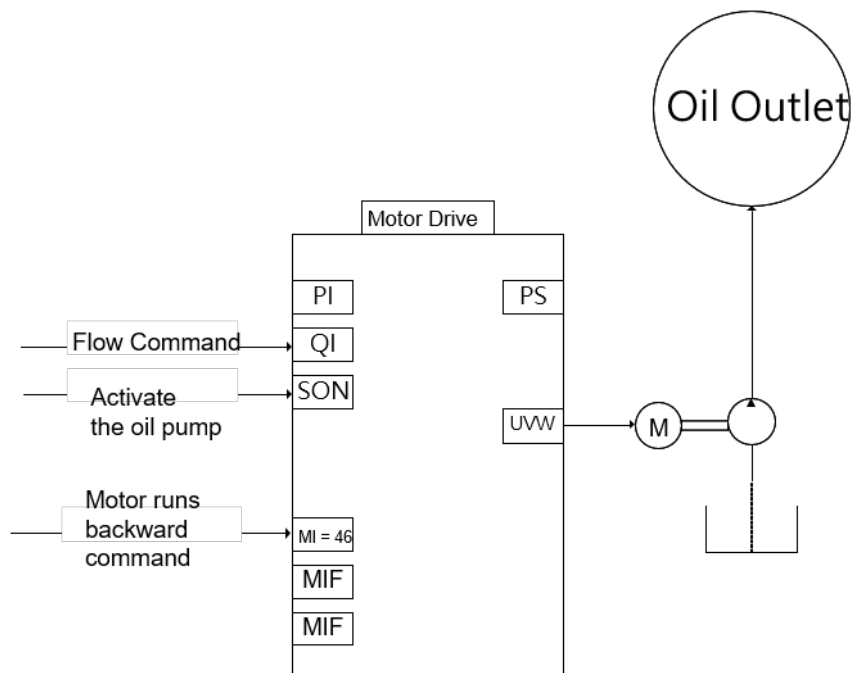 Oil Outlet
Motor Drive
PI
PS
Flow Command
QI
SON
Activate
the oil pump
UVW
M
Motor runs
backward
command
MI = 46
MIF
MIF